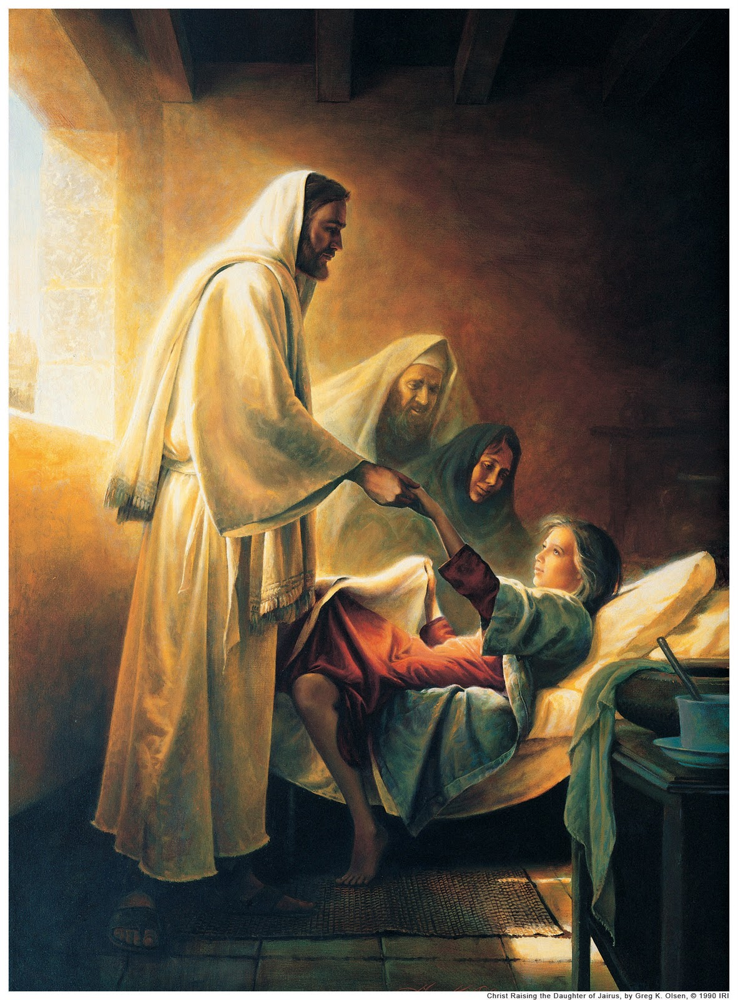 Christ Raising the Daughter of Jairus, by Greg K. Olsen, © 1990 IRI